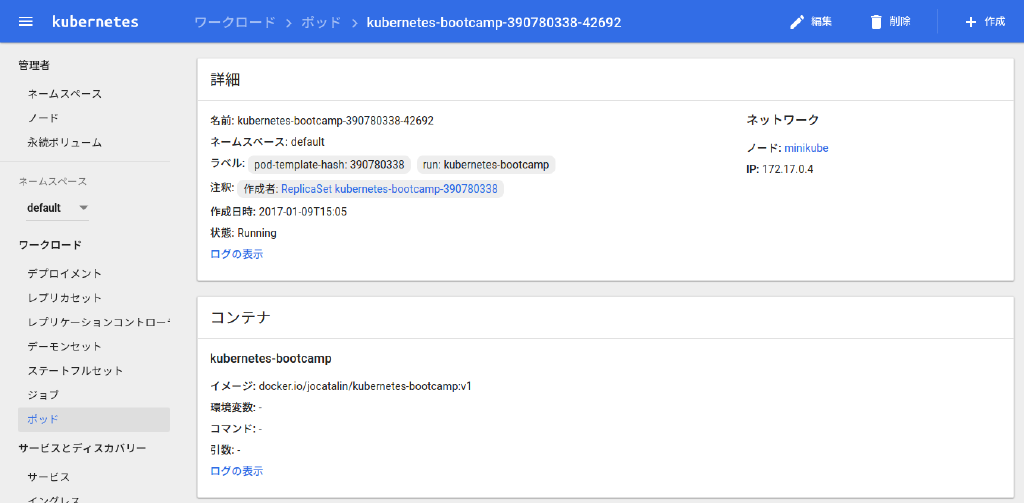 kubernetes
ワークロード > ポッド > kubernetes-bootcamp-390780338-42692
編集
削除
作成
管理者
ネームスペース
ノード
永続ボリューム
ネームスペース
default
ワークロード
デプロイメント
レプリカセット
レプリケーションコントロー
デーモンセット
ステートフルセット
ジョブ
ポッド
サービスとディスカバリー
サービス
イングレス
詳細
名前: kubernetes-bootcamp-390780338-42692
ネームスペース: default
ラベル: pod-template-hash: 390780338 run: kubernetes-bootcamp
注釈: 作成者: ReplicaSet kubernetes-bootcamp-390780338
作成日時: 2017-01-09T15:05
状態: Running
ログの表示
ネットワーク
ノード: minikube
IP: 172.17.0.4
コンテナ
kubernetes-bootcamp
イメージ: docker.io/jocatalin/kubernetes-bootcamp:v1
環境変数: -
コマンド: -
引数: -
ログの表示